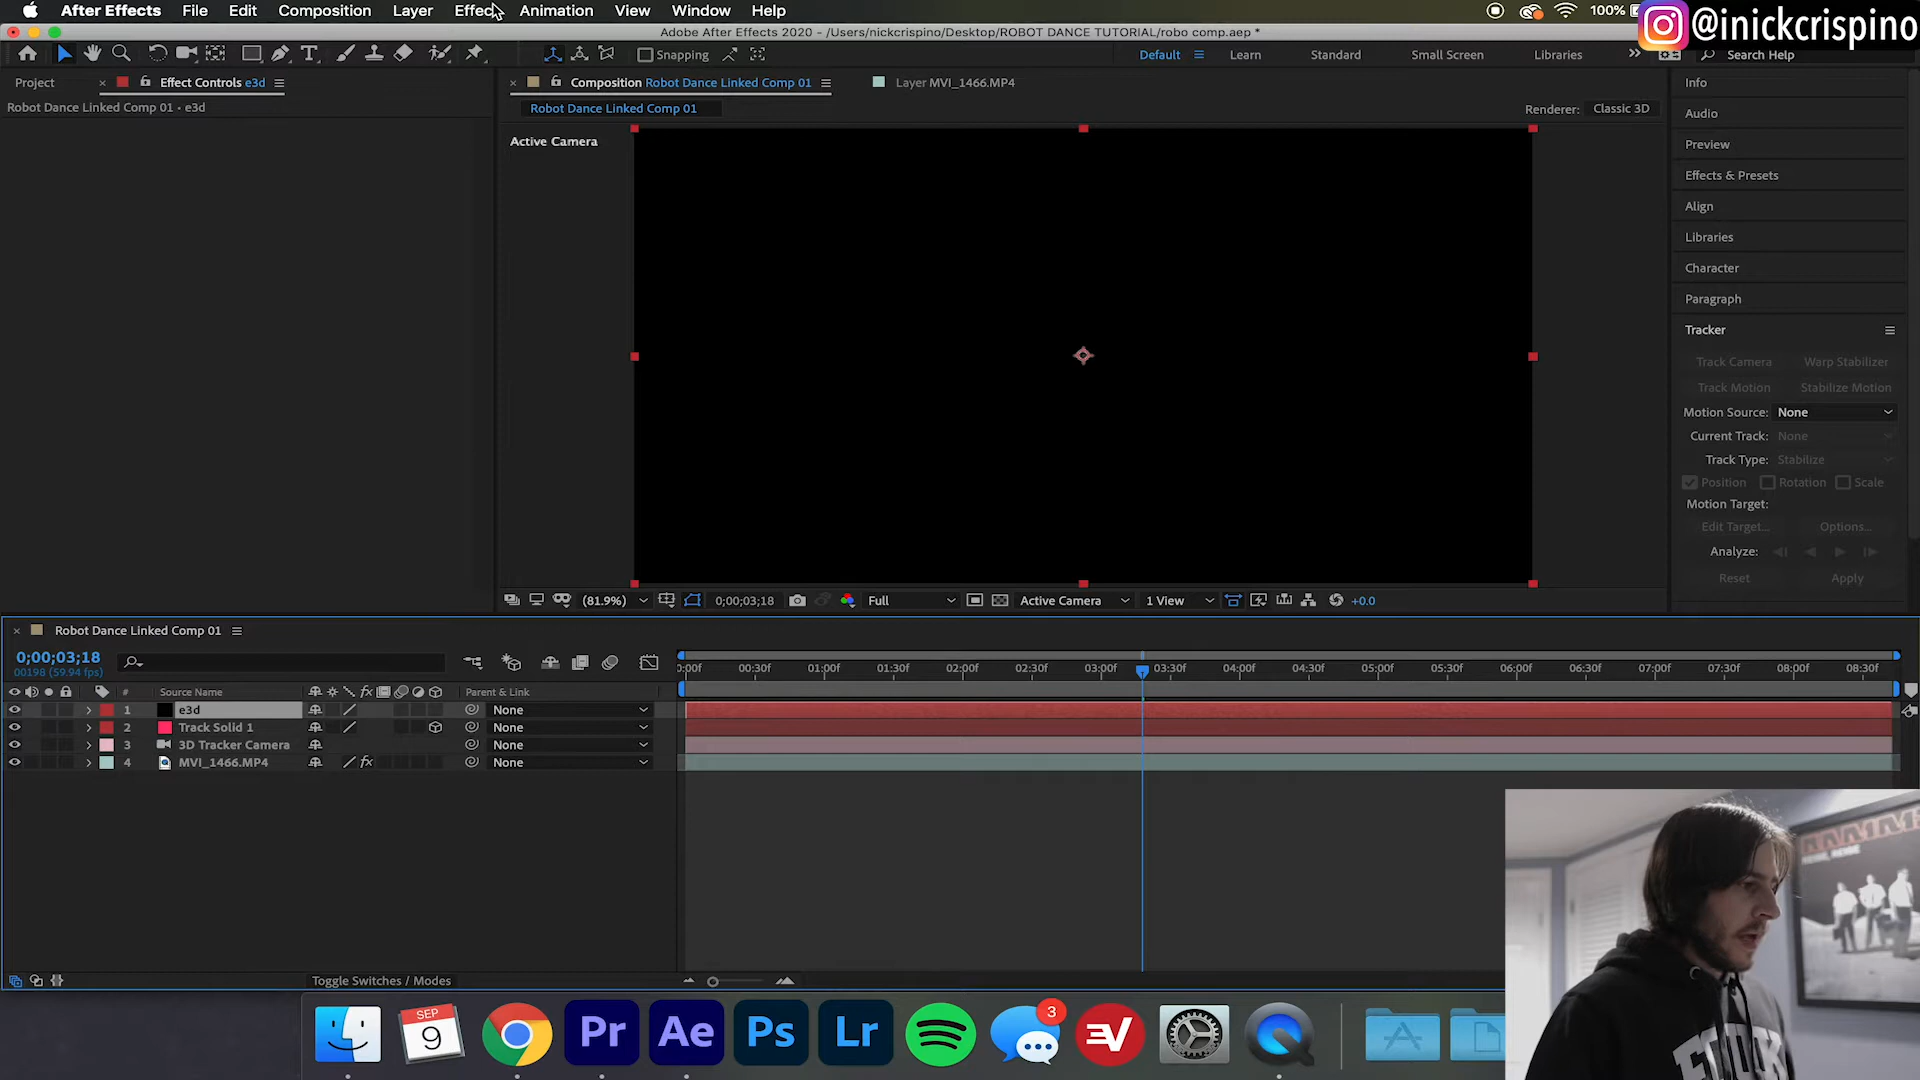 After Effects File Edit Composition Layer Effect Animation View Window Help 100%
@inickcrispino
Adobe After Effects 2020 - /Users/nickcrispino/Desktop/ROBOT DANCE TUTORIAL/robo comp.aep *
Snapping Default Learn Standard Small Screen Libraries Search Help
Project Effect Controls e3d
Robot Dance Linked Comp 01 • e3d
Composition Robot Dance Linked Comp 01 Layer MVI_1466.MP4
Robot Dance Linked Comp 01 Renderer: Classic 3D
Active Camera
Info
Audio
Preview
Effects & Presets
Align
Libraries
Character
Paragraph
Tracker
Track Camera Warp Stabilizer
Track Motion Stabilize Motion
Motion Source: None
Current Track: None
Track Type: Stabilize
Position Rotation Scale
Motion Target:
Edit Target... Options...
Analyze:
Reset Apply
(81.9%) 0;00;03;18 Full Active Camera 1 View +0.0
Robot Dance Linked Comp 01
0;00;03;18
00198 (59.94 fps)
0:00f 00:30f 01:00f 01:30f 02:00f 02:30f 03:00f 03:30f 04:00f 04:30f 05:00f 05:30f 06:00f 06:30f 07:00f 07:30f 08:00f 08:30f
# Source Name Parent & Link
1 e3d None
2 Track Solid 1 None
3 3D Tracker Camera None
4 MVI_1466.MP4 None
Toggle Switches / Modes
SEP
9
Pr Ae Ps Lr 3